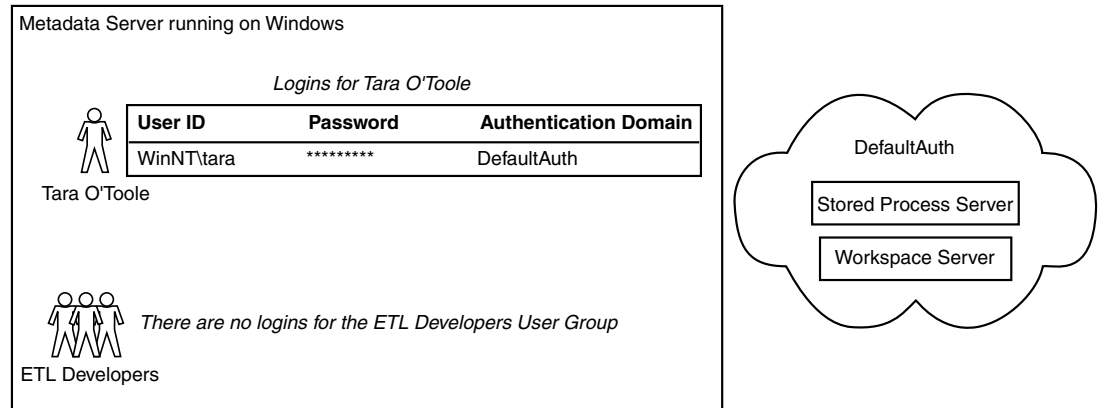 Metadata Server running on Windows
Logins for Tara O'Toole
User ID Password Authentication Domain
WinNT\tara ********* DefaultAuth
Tara O'Toole
There are no logins for the ETL Developers User Group
ETL Developers
DefaultAuth
Stored Process Server
Workspace Server